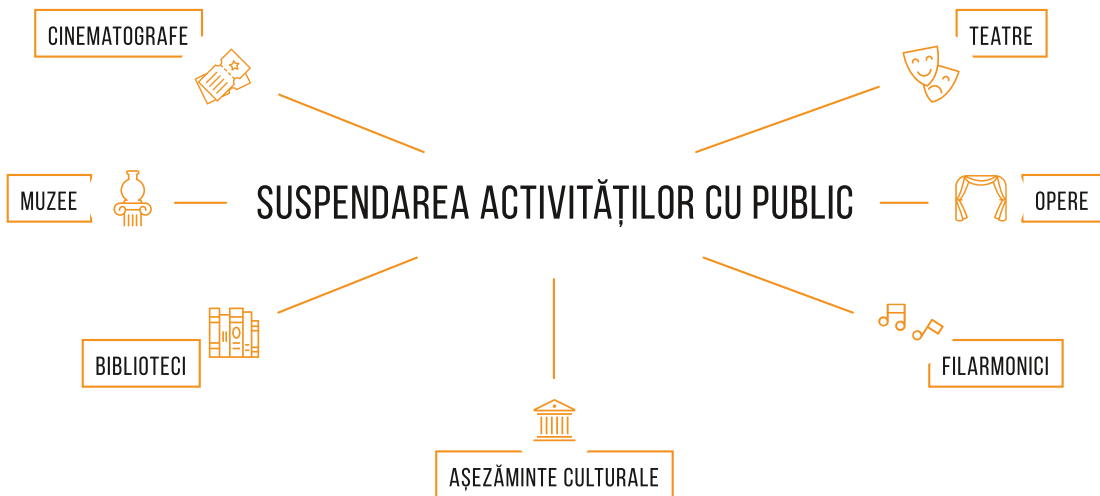 CINEMATOGRAFE
TEATRE
MUZEE
SUSPENDAREA ACTIVITĂȚILOR CU PUBLIC
OPERE
BIBLIOTECI
FILARMONICI
AȘEZĂMINTE CULTURALE